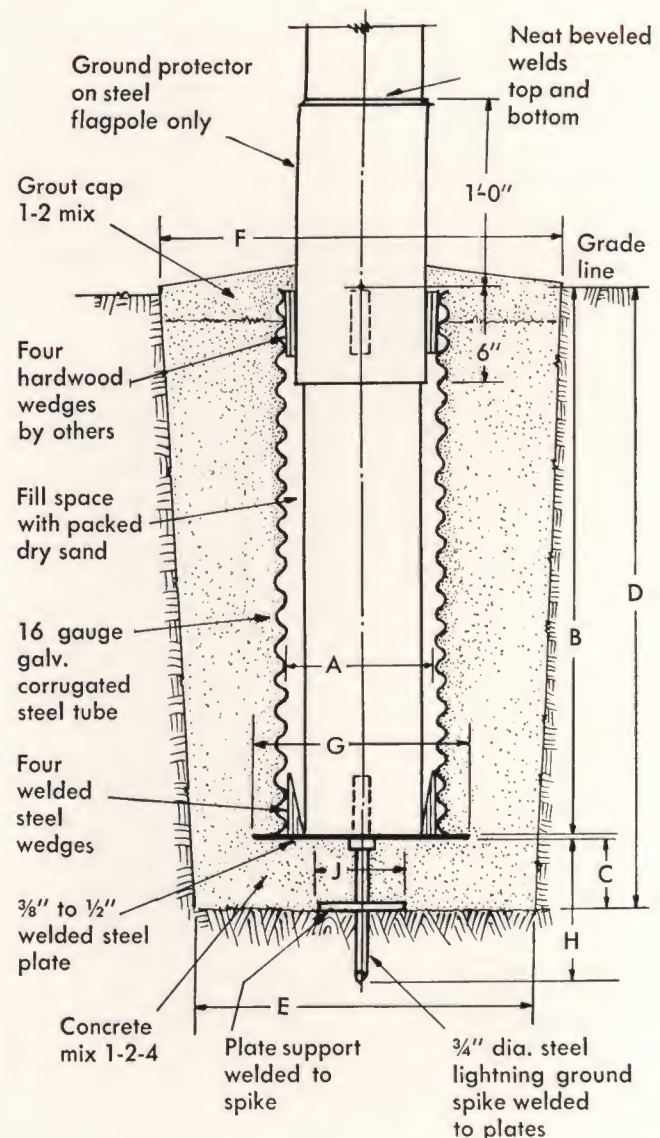 Neat beveled
welds
top and
bottom
Ground protector
on steel
flagpole only
1'-0"
Grout cap
1-2 mix
F
Grade
line
Four
hardwood
wedges
by others
6"
Fill space
with packed
dry sand
D
B
16 gauge
galv.
corrugated
steel tube
A
G
Four
welded
steel
wedges
J
C
3/8" to 1/2"
welded steel
plate
H
E
Concrete
mix 1-2-4
Plate support
welded to
spike
3/4" dia. steel
lightning ground
spike welded
to plates